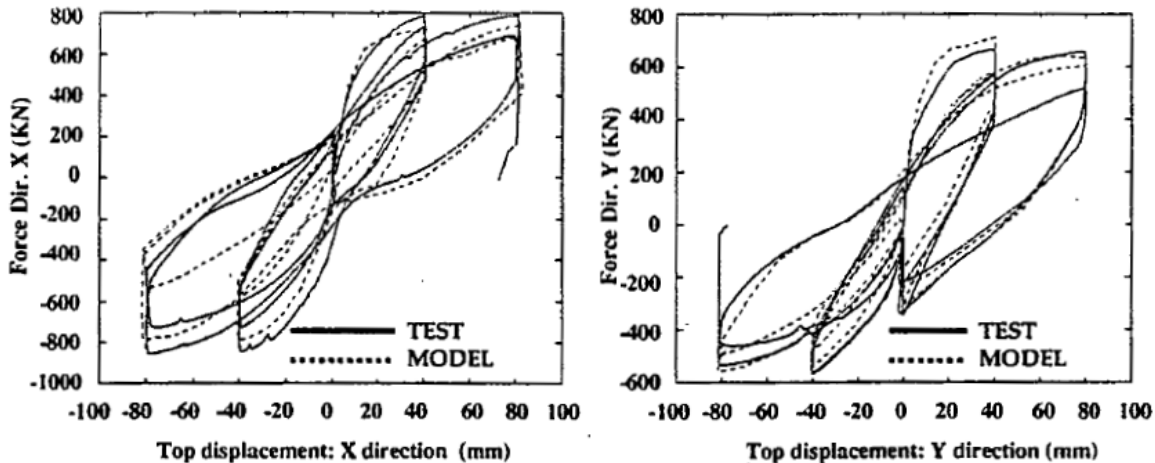 800
600
400
200
0
-200
-400
-600
-800
-1000
Force Dir. X (KN)
TEST
MODEL
-100 -80 -60 -40 -20 0 20 40 60 80 100
Top displacement: X direction (mm)
800
600
400
200
0
-200
-400
-600
Force Dir. Y (KN)
TEST
MODEL
-100 -80 -60 -40 -20 0 20 40 60 80 100
Top displacement: Y direction (mm)